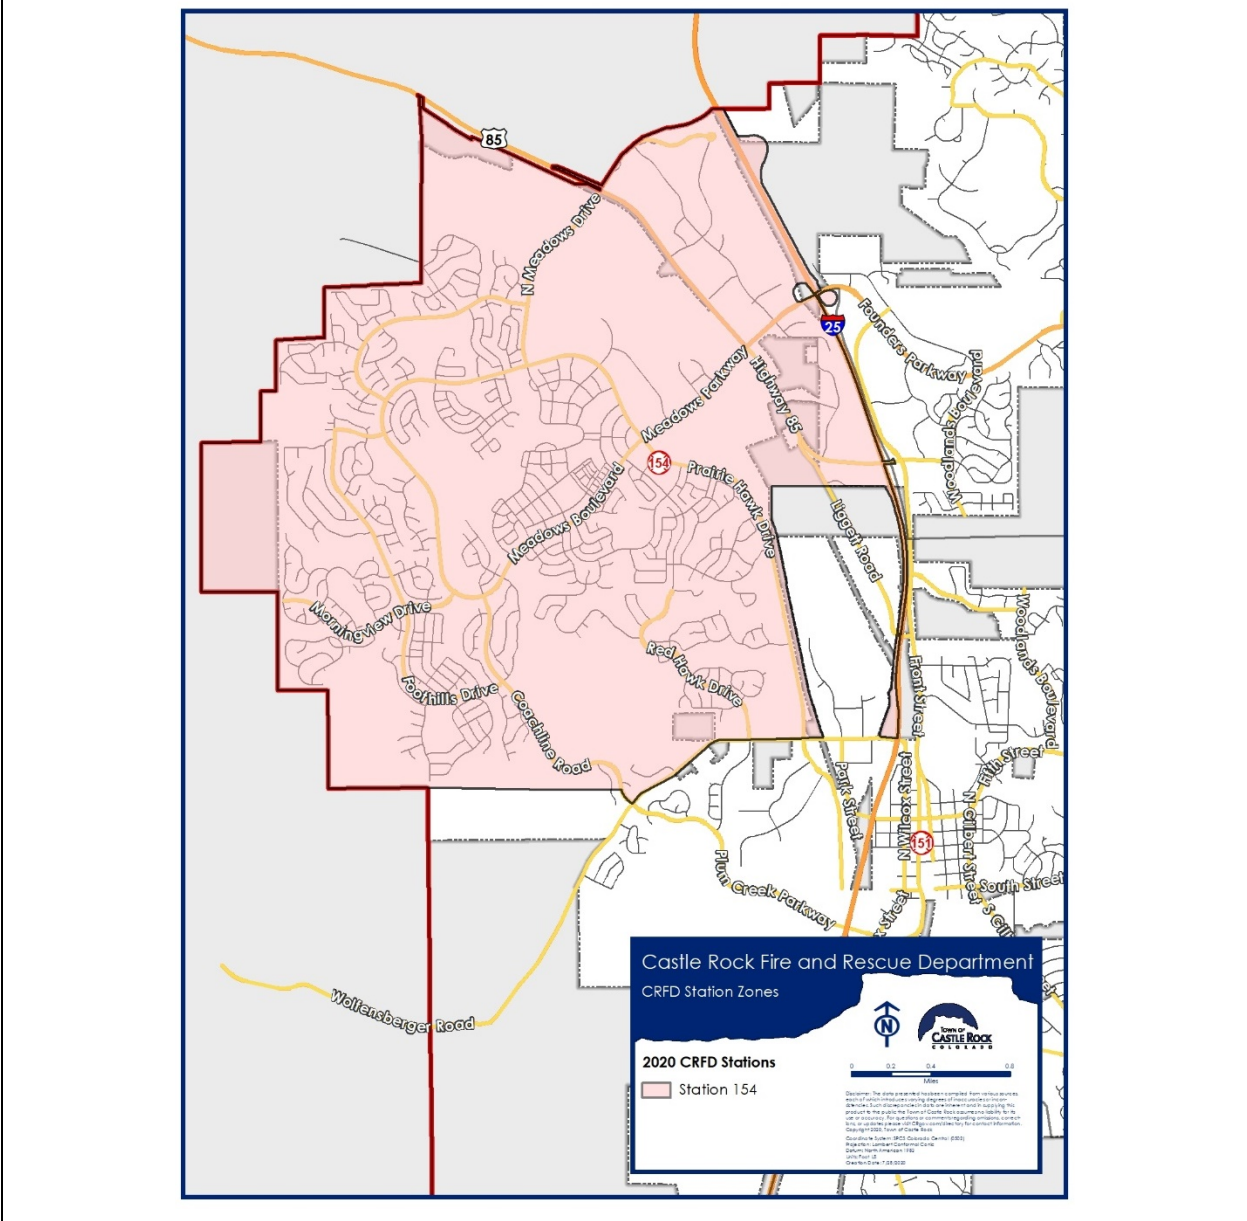 85
N Meadows Drive
25
Founders Parkway
Woodlands Boulevard
Meadows Parkway
Highway 85
154
Prairie Hawk Drive
Meadows Boulevard
Liggett Road
Morningview Drive
Woodlands Boulevard
Red Hawk Drive
Front Street
Foothills Drive
Coachline Road
Fifth Street
Park Street
N Wilcox Street
N Gilbert Street
151
Plum Creek Parkway
South Street
S Gil
x Street
Wolfensberger Road
Castle Rock Fire and Rescue Department
CRFD Station Zones
N
TOWN OF
CASTLE ROCK
COLORADO
2020 CRFD Stations
Station 154
0 0.2 0.4 0.8
Miles